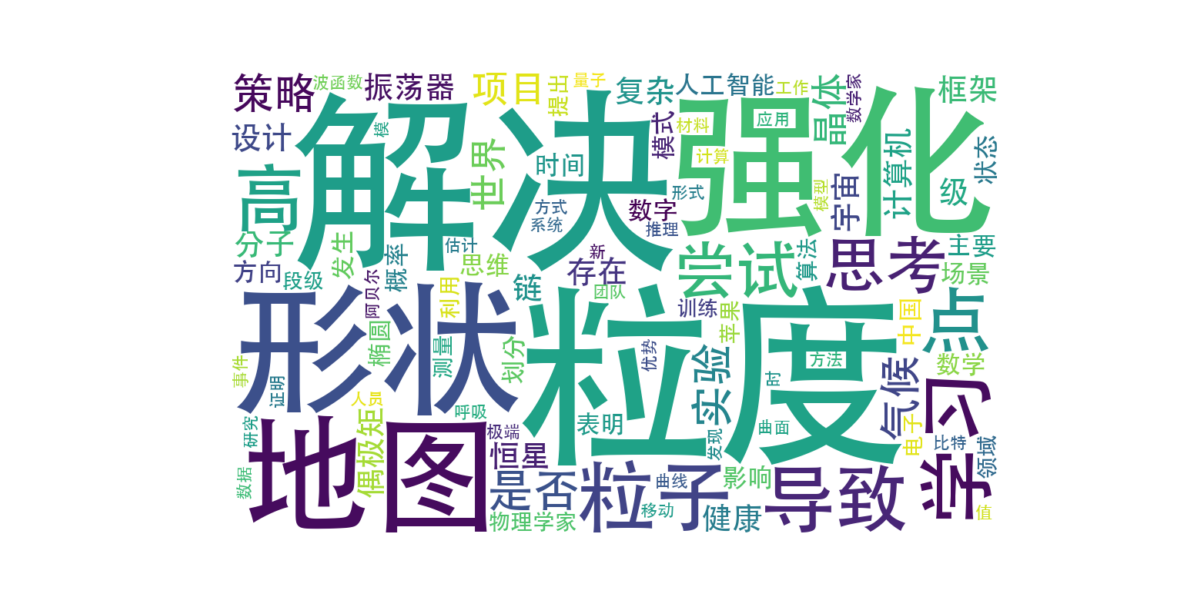 策略
波函数
振荡器
项目
提出
量子
复杂
人工智能
工作
晶体
数学家
框架
设计
解决
模
世界
时间
模式
材料
应用
强化
计算机
状态
计算
高
形式
模型
宇宙
级
方式
数字
系统
推理
分子
发生
概率
估计
思维
新
存在
尝试
算法
思考
主要
方向
段级
阿贝尔
利用
链
团队
训练
苹果
场景
中国
点
形状
椭圆
测量
划分
粒度
优势
实验
方法
时
气候
数学
事件
证明
人员
呼吸
偶极矩
表明
曲面
发现
电子
学习
比特
领域
研究
数据
地图
极端
恒星
是否
粒子
曲线
影响
导致
物理学家
移动
健康
值